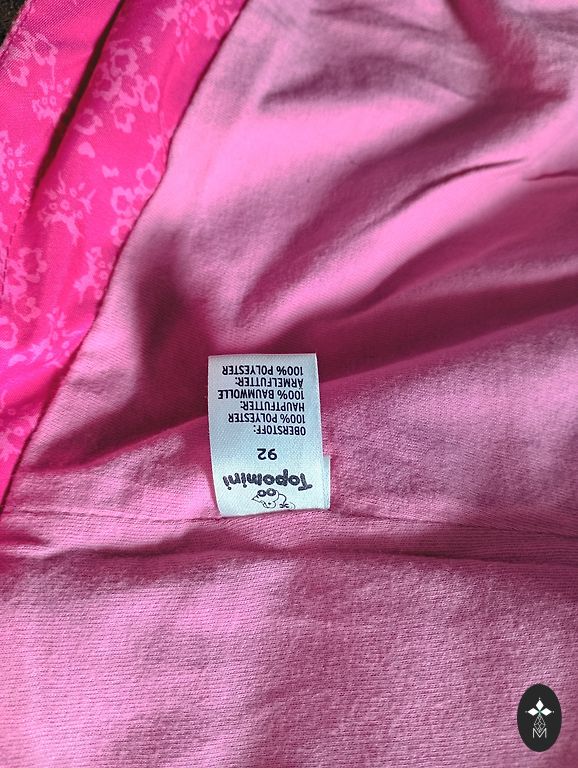 Topomini
92
OBERSTOFF:
100% POLYESTER
HAUPTFUTTER:
100% BAUMWOLLE
ÄRMELFUTTER:
100% POLYESTER
M